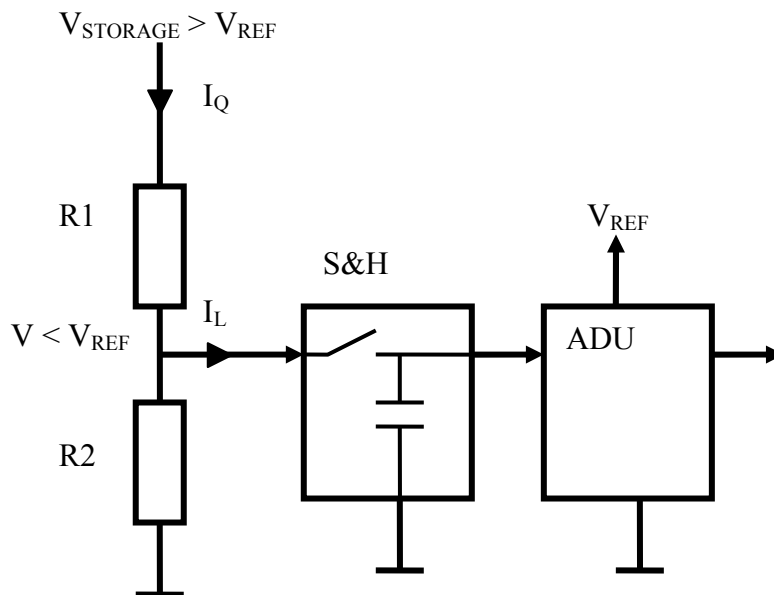 V_STORAGE > V_REF
I_Q
R1
V_REF
S&H
I_L
V < V_REF
ADU
R2